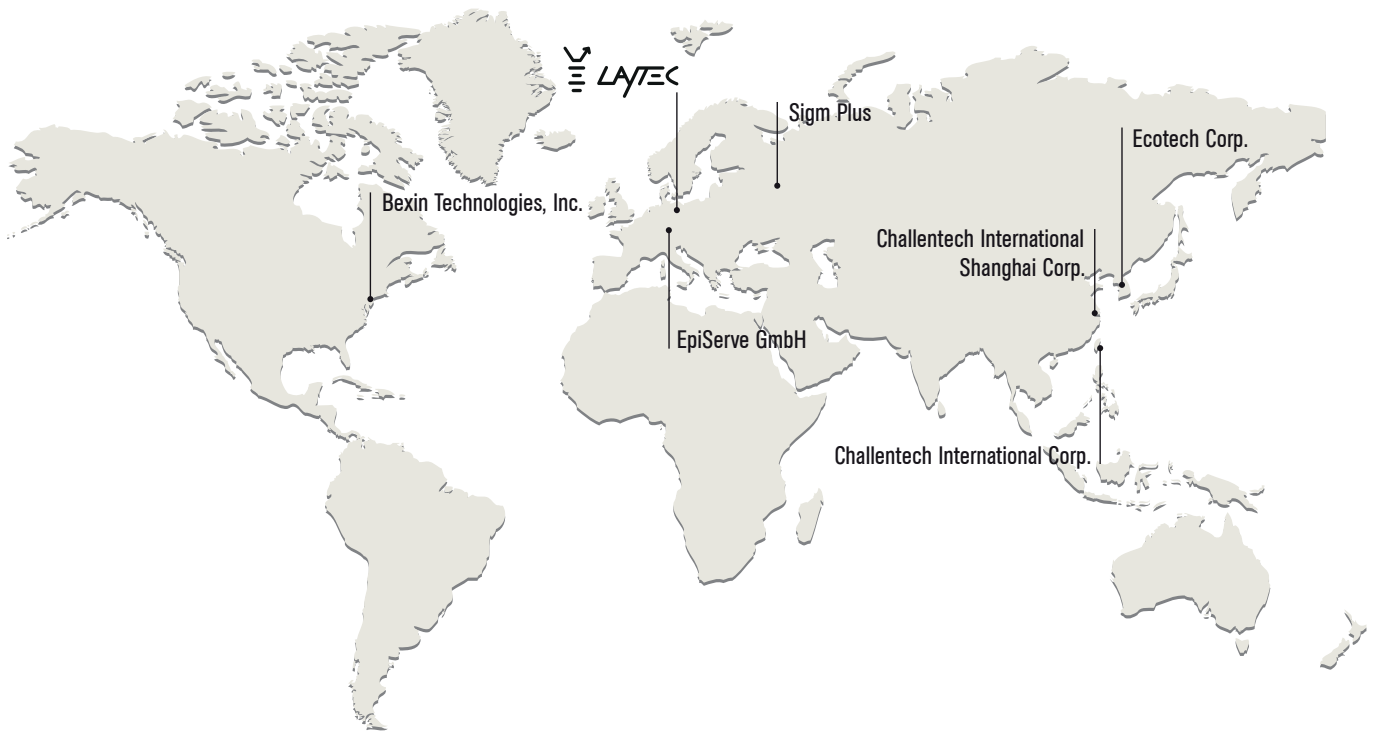 LAYTEC
Sigm Plus
Ecotech Corp.
Bexin Technologies, Inc.
Challentech International
Shanghai Corp.
EpiServe GmbH
Challentech International Corp.